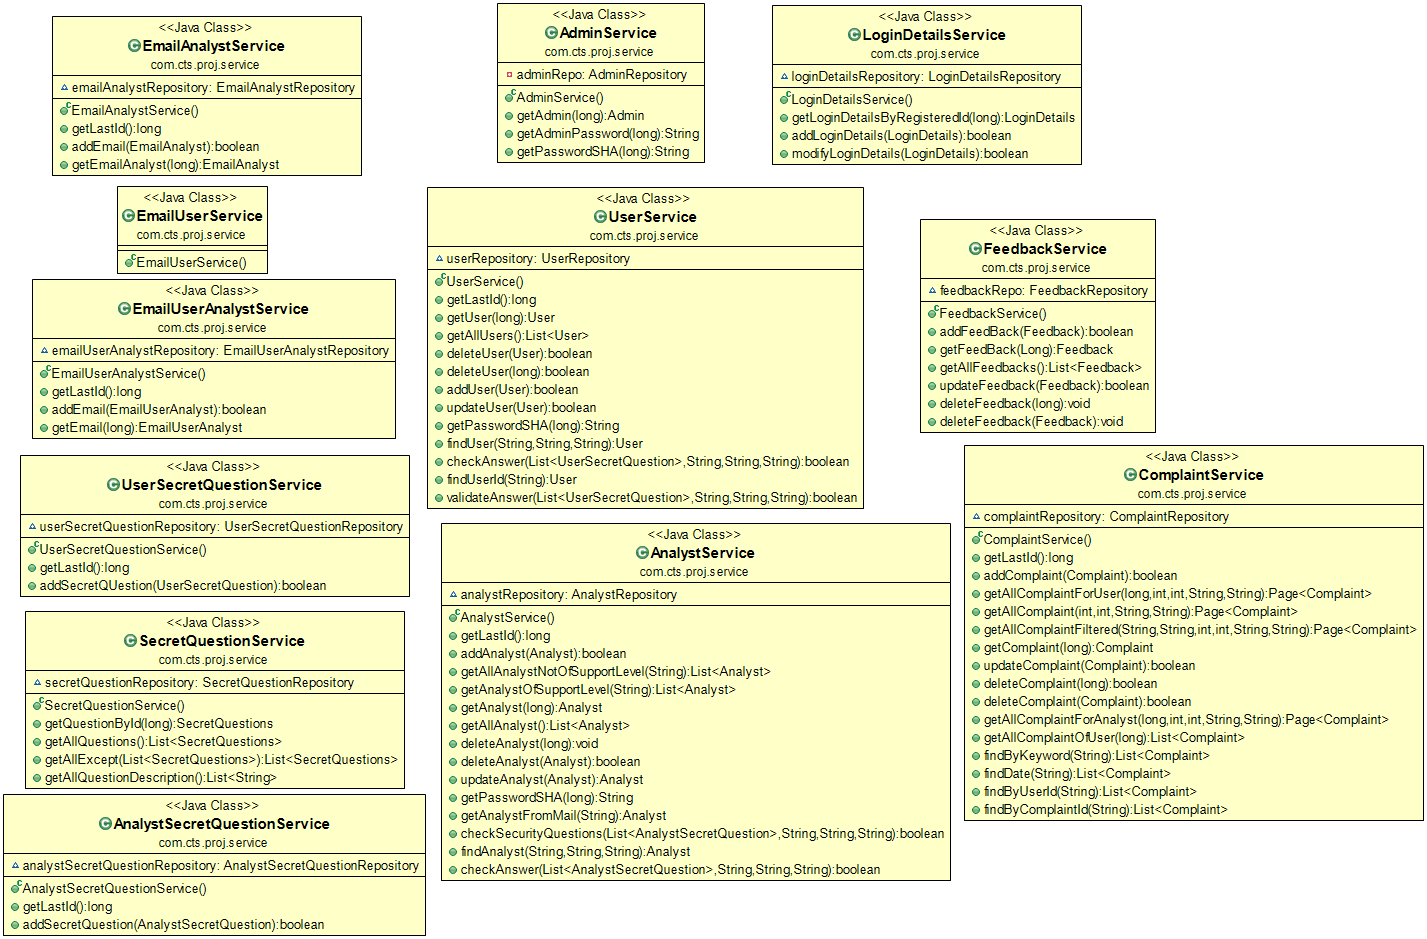 <<Java Class>>
EmailAnalystService
com.cts.proj.service
emailAnalystRepository: EmailAnalystRepository
EmailAnalystService()
getLastId():long
addEmail(EmailAnalyst):boolean
getEmailAnalyst(long):EmailAnalyst
<<Java Class>>
AdminService
com.cts.proj.service
adminRepo: AdminRepository
AdminService()
getAdmin(long):Admin
getAdminPassword(long):String
getPasswordSHA(long):String
<<Java Class>>
LoginDetailsService
com.cts.proj.service
loginDetailsRepository: LoginDetailsRepository
LoginDetailsService()
getLoginDetailsByRegisteredId(long):LoginDetails
addLoginDetails(LoginDetails):boolean
modifyLoginDetails(LoginDetails):boolean
<<Java Class>>
EmailUserService
com.cts.proj.service
EmailUserService()
<<Java Class>>
UserService
com.cts.proj.service
userRepository: UserRepository
UserService()
getLastId():long
getUser(long):User
getAllUsers():List<User>
deleteUser(User):boolean
deleteUser(long):boolean
addUser(User):boolean
updateUser(User):boolean
getPasswordSHA(long):String
findUser(String,String,String):User
checkAnswer(List<UserSecretQuestion>,String,String,String):boolean
findUserId(String):User
validateAnswer(List<UserSecretQuestion>,String,String,String):boolean
<<Java Class>>
FeedbackService
com.cts.proj.service
feedbackRepo: FeedbackRepository
FeedbackService()
addFeedBack(Feedback):boolean
getFeedBack(Long):Feedback
getAllFeedbacks():List<Feedback>
updateFeedback(Feedback):boolean
deleteFeedback(long):void
deleteFeedback(Feedback):void
<<Java Class>>
EmailUserAnalystService
com.cts.proj.service
emailUserAnalystRepository: EmailUserAnalystRepository
EmailUserAnalystService()
getLastId():long
addEmail(EmailUserAnalyst):boolean
getEmail(long):EmailUserAnalyst
<<Java Class>>
UserSecretQuestionService
com.cts.proj.service
userSecretQuestionRepository: UserSecretQuestionRepository
UserSecretQuestionService()
getLastId():long
addSecretQUestion(UserSecretQuestion):boolean
<<Java Class>>
AnalystService
com.cts.proj.service
analystRepository: AnalystRepository
AnalystService()
getLastId():long
addAnalyst(Analyst):boolean
getAllAnalystNotOfSupportLevel(String):List<Analyst>
getAnalystOfSupportLevel(String):List<Analyst>
getAnalyst(long):Analyst
getAllAnalyst():List<Analyst>
deleteAnalyst(long):void
deleteAnalyst(Analyst):boolean
updateAnalyst(Analyst):Analyst
getPasswordSHA(long):String
getAnalystFromMail(String):Analyst
checkSecurityQuestions(List<AnalystSecretQuestion>,String,String,String):boolean
findAnalyst(String,String,String):Analyst
checkAnswer(List<AnalystSecretQuestion>,String,String,String):boolean
<<Java Class>>
ComplaintService
com.cts.proj.service
complaintRepository: ComplaintRepository
ComplaintService()
getLastId():long
addComplaint(Complaint):boolean
getAllComplaintForUser(long,int,int,String,String):Page<Complaint>
getAllComplaint(int,int,String,String):Page<Complaint>
getAllComplaintFiltered(String,String,int,int,String,String):Page<Complaint>
getComplaint(long):Complaint
updateComplaint(Complaint):boolean
deleteComplaint(long):boolean
deleteComplaint(Complaint):boolean
getAllComplaintForAnalyst(long,int,int,String,String):Page<Complaint>
getAllComplaintOfUser(long):List<Complaint>
findByKeyword(String):List<Complaint>
findDate(String):List<Complaint>
findByUserId(String):List<Complaint>
findByComplaintId(String):List<Complaint>
<<Java Class>>
SecretQuestionService
com.cts.proj.service
secretQuestionRepository: SecretQuestionRepository
SecretQuestionService()
getQuestionById(long):SecretQuestions
getAllQuestions():List<SecretQuestions>
getAllExcept(List<SecretQuestions>):List<SecretQuestions>
getAllQuestionDescription():List<String>
<<Java Class>>
AnalystSecretQuestionService
com.cts.proj.service
analystSecretQuestionRepository: AnalystSecretQuestionRepository
AnalystSecretQuestionService()
getLastId():long
addSecretQuestion(AnalystSecretQuestion):boolean